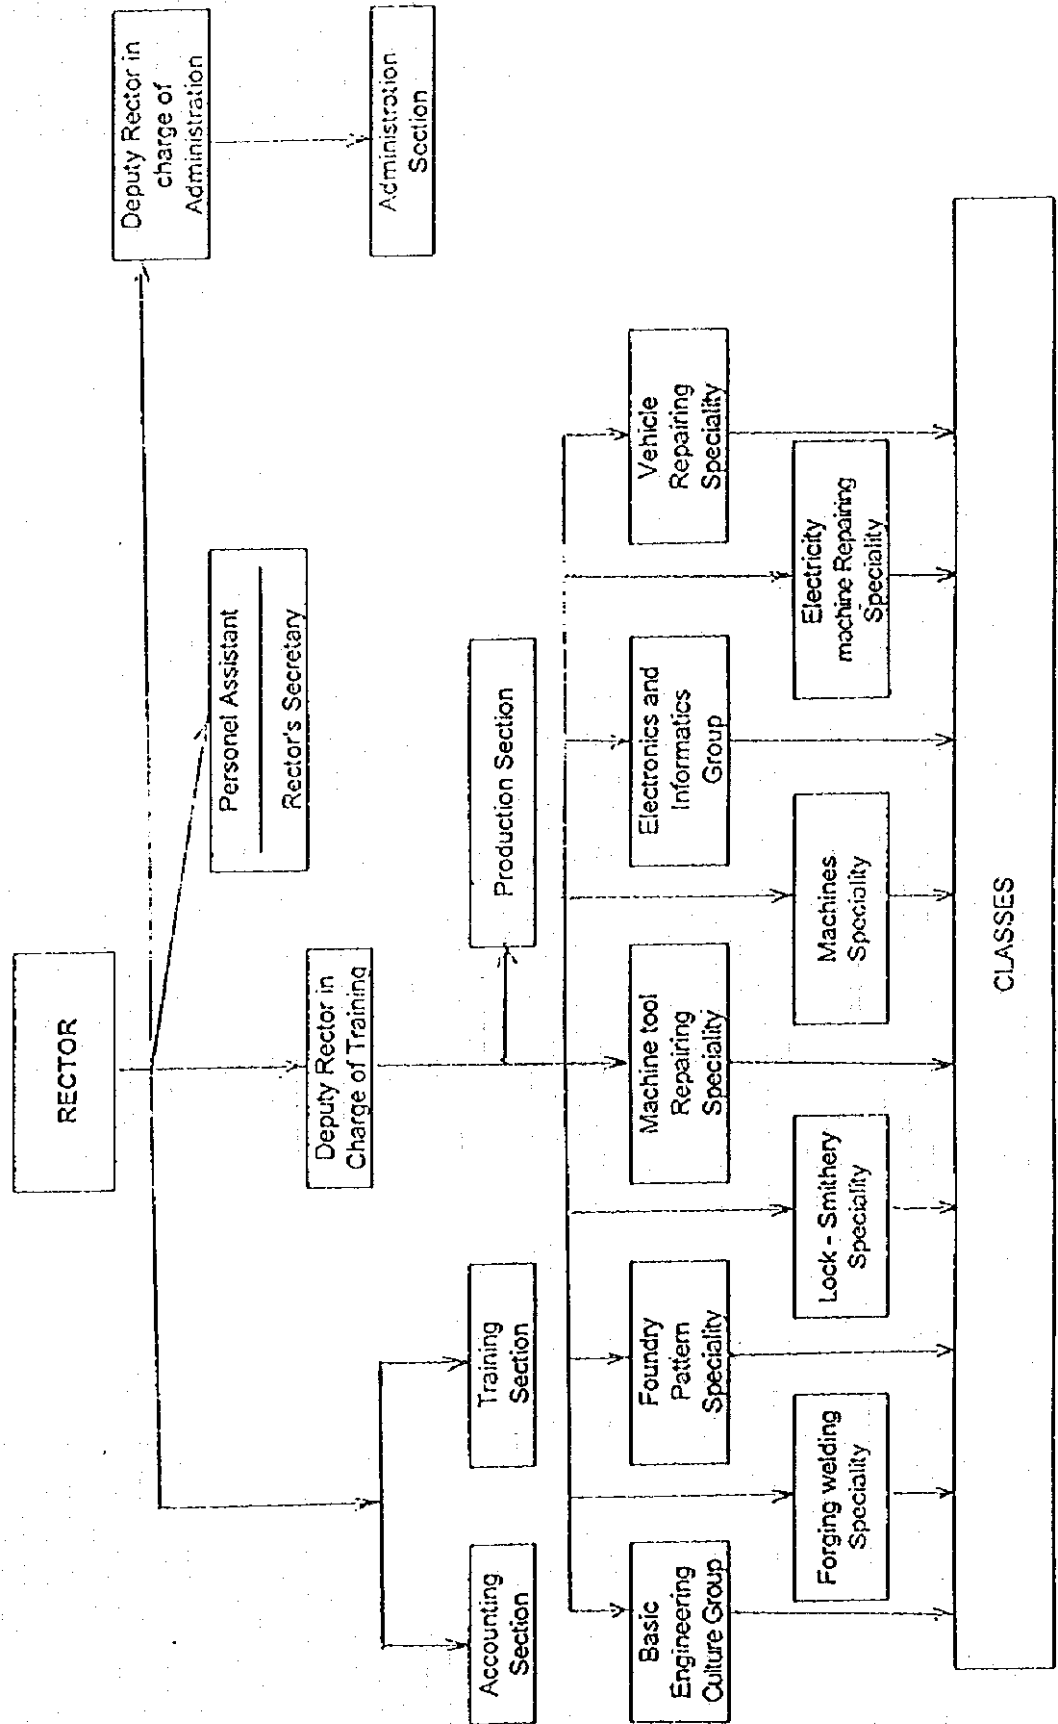 RECTOR
Deputy Rector in
charge of
Administration
Personel Assistant
Rector's Secretary
Deputy Rector in
Charge of Training
Administration
Section
Accounting
Section
Training
Section
Production Section
Basic
Engineering
Culture Group
Foundry
Pattern
Speciality
Machine tool
Repairing
Speciality
Electronics and
Informatics
Group
Vehicle
Repairing
Speciality
Forging welding
Speciality
Lock - Smithery
Speciality
Machines
Speciality
Electricity
machine Repairing
Speciality
CLASSES